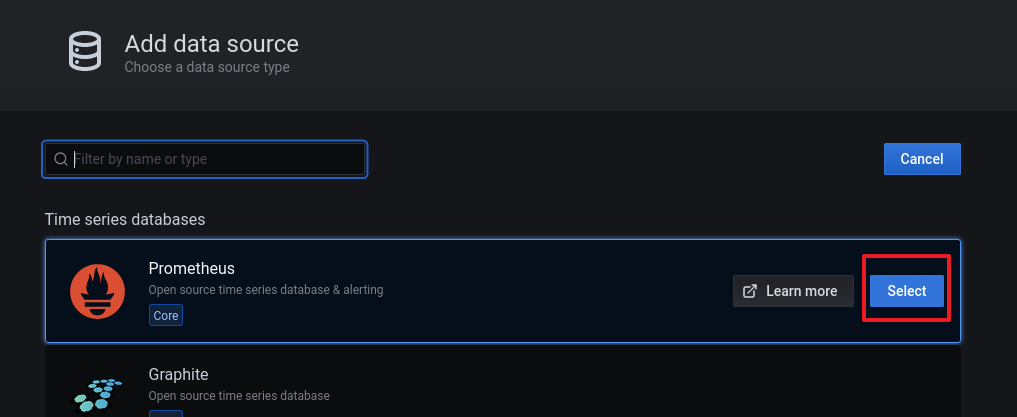 Add data source
Choose a data source type
Filter by name or type
Cancel
Time series databases
Prometheus
Open source time series database & alerting
Core
Learn more
Select
Graphite
Open source time series database